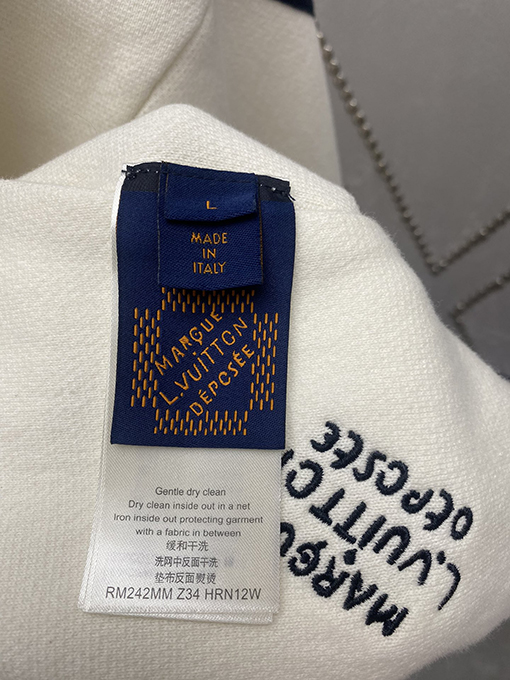 L
MADE
IN
ITALY
MARQUE
L.VUITTON
DÉPOSÉE
Gentle dry clean
Dry clean inside out in a net
Iron inside out protecting garment
with a fabric in between
缓和干洗
洗网中反面干洗
垫布反面熨烫
RM242MM Z34 HRN12W
MARQU
L.VUITTON
DÉPOSÉE